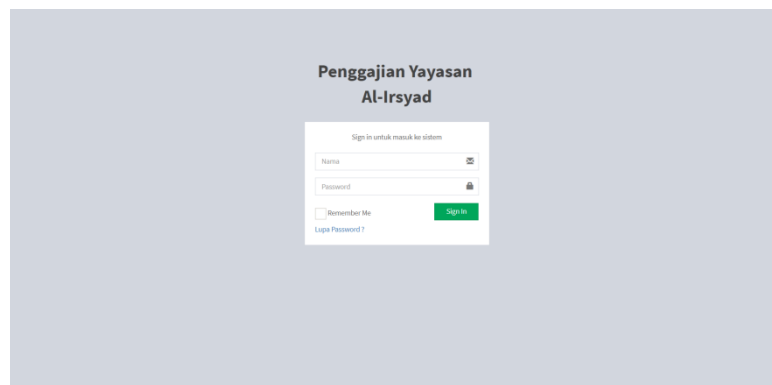 Penggajian Yayasan
Al-Irsyad
Sign in untuk masuk ke sistem
Nama
Password
Remember Me
Sign In
Lupa Password ?